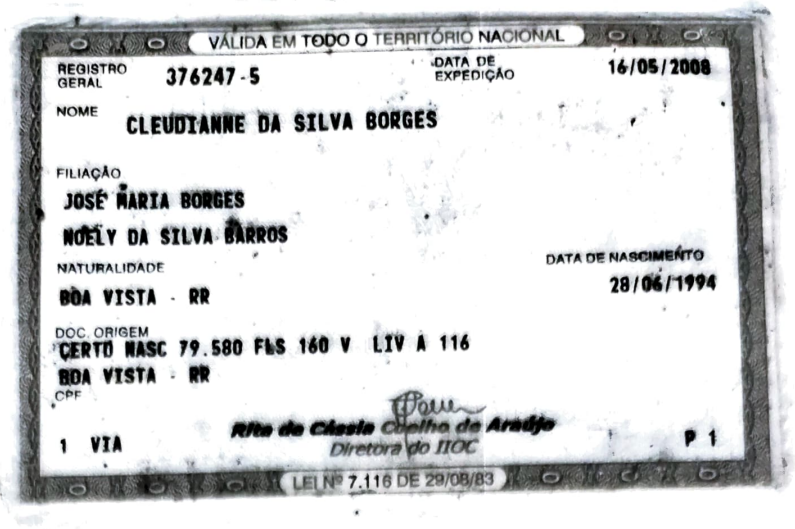 VÁLIDA EM TODO O TERRITÓRIO NACIONAL
REGISTRO GERAL 376247-5 DATA DE EXPEDIÇÃO 16/05/2008
NOME CLEUDIANNE DA SILVA BORGES
FILIAÇÃO
JOSÉ MARIA BORGES
NOELY DA SILVA BARROS
NATURALIDADE DATA DE NASCIMENTO
BOA VISTA - RR 28/06/1994
DOC. ORIGEM
CERTO NASC 79.580 FLS 160 V LIV A 116
BOA VISTA - RR
CPF
1 VIA Rita de Cássia Coelho de Araújo P 1
Diretora do IIOC
LEI Nº 7.116 DE 29/08/83